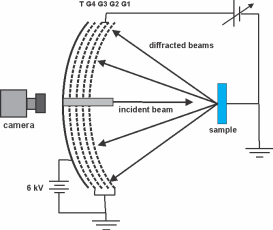 T G4 G3 G2 G1
diffracted beams
incident beam
camera
sample
6 kV